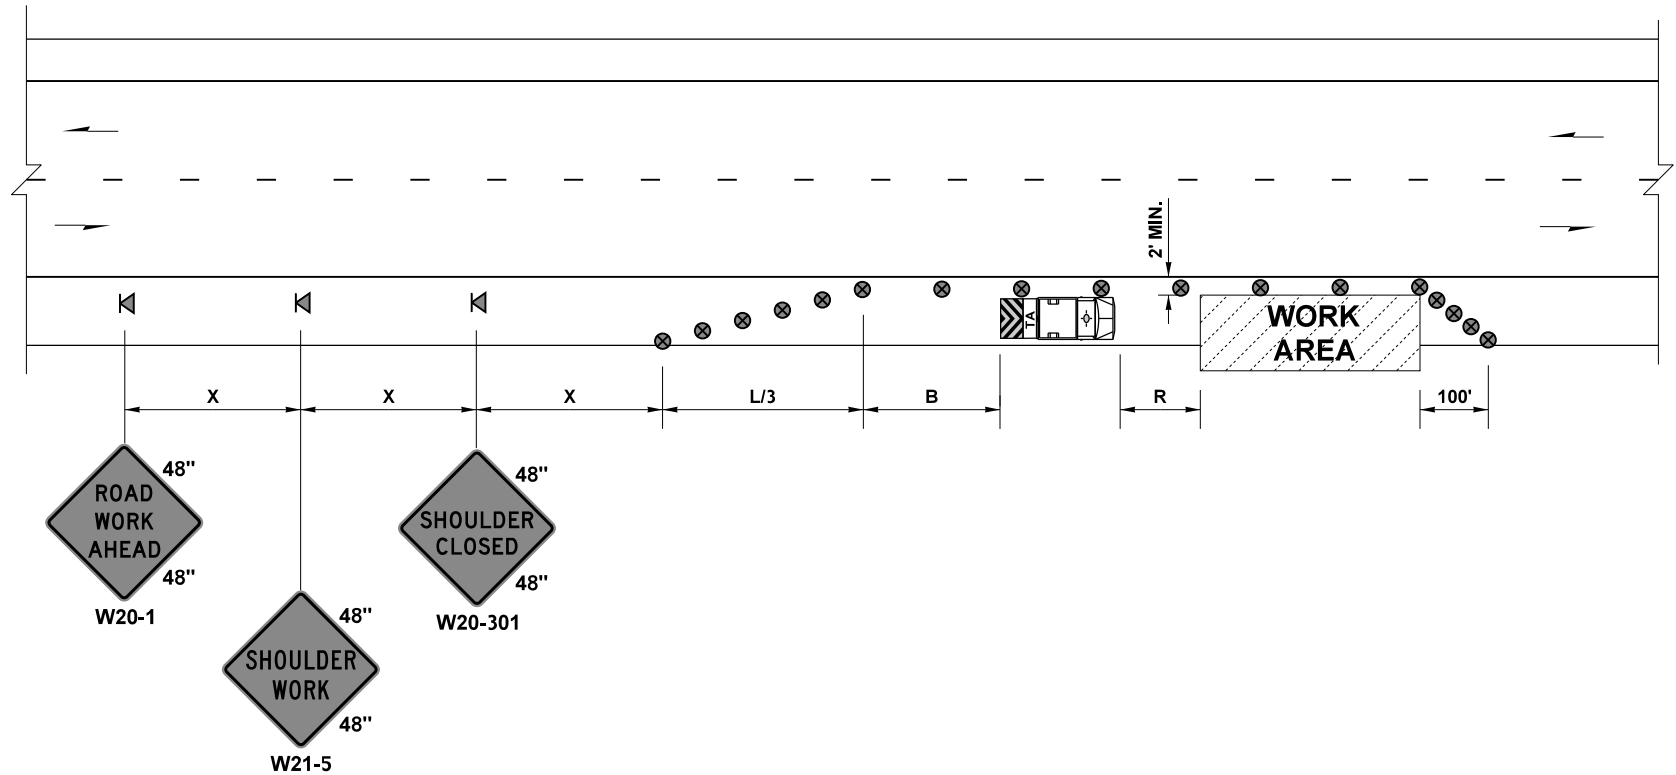 2' MIN.
TA
WORK
AREA
X
X
X
L/3
B
R
100'
48"
ROAD
WORK
AHEAD
48"
W20-1
48"
SHOULDER
CLOSED
48"
W20-301
48"
SHOULDER
WORK
48"
W21-5